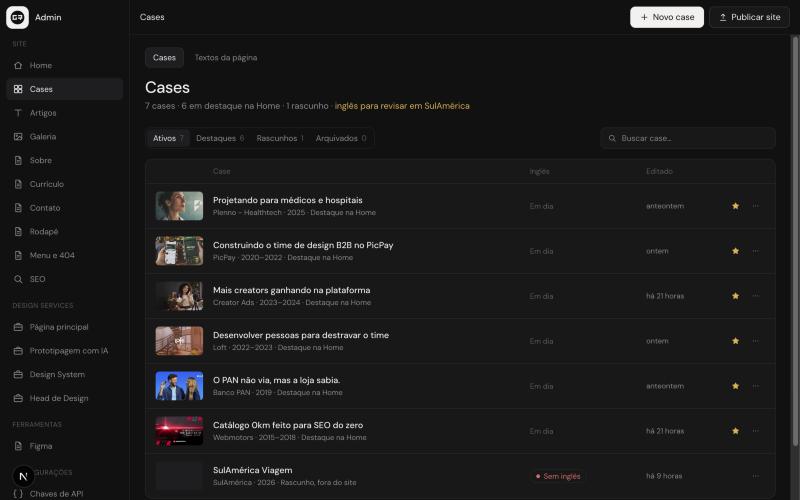 Admin
Cases
Novo case
Publicar site
SITE
Home
Cases
Artigos
Galeria
Sobre
Currículo
Contato
Rodapé
Menu e 404
SEO
DESIGN SERVICES
Página principal
Prototipagem com IA
Design System
Head de Design
FERRAMENTAS
Figma
Chaves de API
Cases
Textos da página
Cases
7 cases · 6 em destaque na Home · 1 rascunho · inglês para revisar em SulAmérica
Ativos 7
Destaques 6
Rascunhos 1
Arquivados 0
Buscar case…
Case Inglês Editado
Projetando para médicos e hospitais
Plenno - Healthtech · 2025 · Destaque na Home
Em dia
anteontem
Construindo o time de design B2B no PicPay
PicPay · 2020–2022 · Destaque na Home
Em dia
ontem
Mais creators ganhando na plataforma
Creator Ads · 2023–2024 · Destaque na Home
Em dia
há 21 horas
Desenvolver pessoas para destravar o time
Loft · 2022–2023 · Destaque na Home
Em dia
ontem
O PAN não via, mas a loja sabia.
Banco PAN · 2019 · Destaque na Home
Em dia
anteontem
Catálogo 0km feito para SEO do zero
Webmotors · 2015–2018 · Destaque na Home
Em dia
há 21 horas
SulAmérica Viagem
SulAmérica · 2026 · Rascunho, fora do site
Sem inglês
há 9 horas